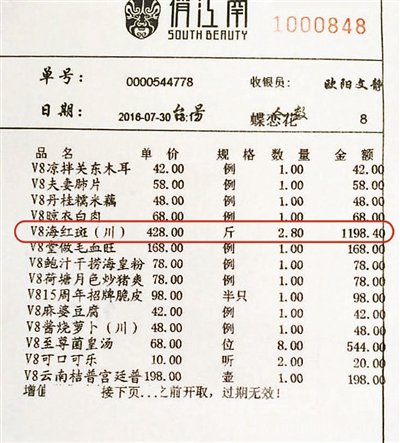 俏江南
SOUTH BEAUTY
1000848
单号: 0000544778 收银员: 欧阳文静
日期: 2016-07-30 蝶恋花 8
品名 单价 规格 数量 金额
V8凉拌关东木耳 42.00 例 1.00 42.00
V8夫妻肺片 58.00 例 1.00 58.00
V8丹桂糯米藕 48.00 例 1.00 48.00
V8晾衣白肉 68.00 例 1.00 68.00
V8海红斑(川) 428.00 斤 2.80 1198.40
V8堂做毛血旺 168.00 例 1.00 168.00
V8鲍汁干捞海皇粉 78.00 例 1.00 78.00
V8荷塘月色炒猪爽 78.00 例 1.00 78.00
V815周年招牌脆皮 98.00 半只 1.00 98.00
V8麻婆豆腐 42.00 例 1.00 42.00
V8酱烧萝卜(川) 48.00 例 1.00 48.00
V8至尊菌皇汤 68.00 位 8.00 544.00
V8可口可乐 10.00 听 2.00 20.00
V8云南桔普宫廷普 198.00 壶 1.00 198.00
接下页...之前开取,过期无效!